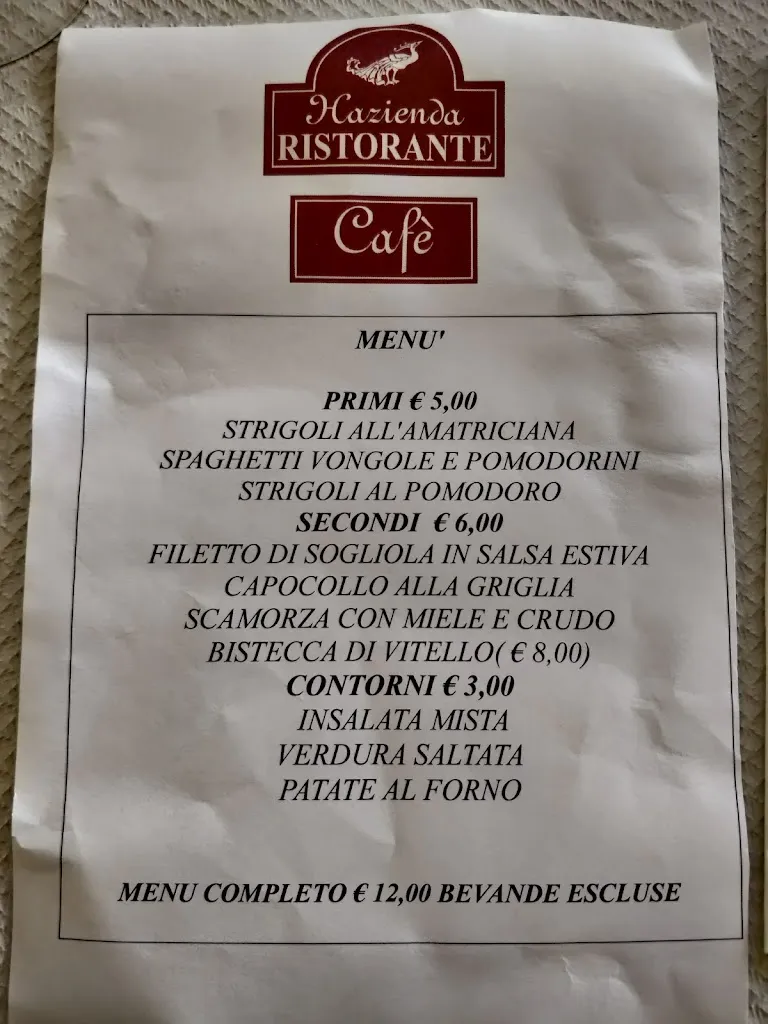 Hazienda
RISTORANTE
Cafè
MENU'
PRIMI € 5,00
STRIGOLI ALL'AMATRICIANA
SPAGHETTI VONGOLE E POMODORINI
STRIGOLI AL POMODORO
SECONDI € 6,00
FILETTO DI SOGLIOLA IN SALSA ESTIVA
CAPOCOLLO ALLA GRIGLIA
SCAMORZA CON MIELE E CRUDO
BISTECCA DI VITELLO( € 8,00)
CONTORNI € 3,00
INSALATA MISTA
VERDURA SALTATA
PATATE AL FORNO
MENU COMPLETO € 12,00 BEVANDE ESCLUSE